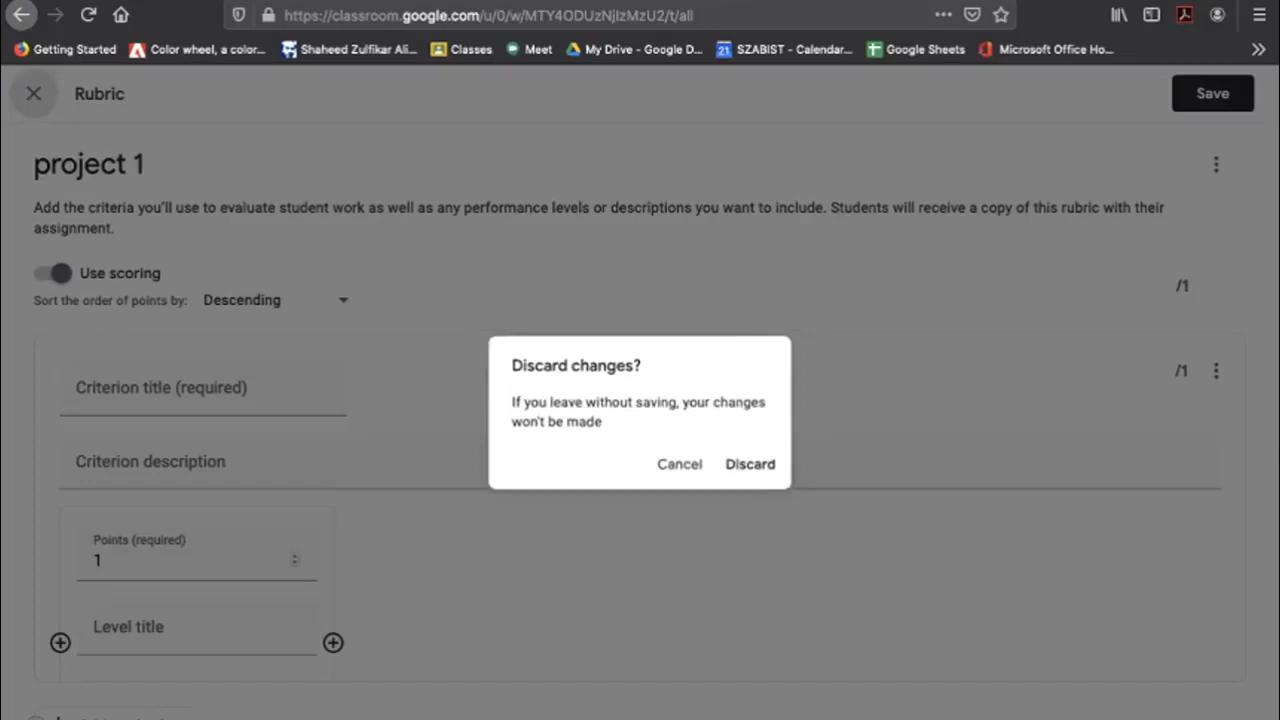 https://classroom.google.com/u/0/w/MTY4ODUzNjIzMzU2/t/all
Getting Started
Color wheel, a color...
Shaheed Zulfikar Ali...
Classes
Meet
My Drive - Google D...
21
SZABIST - Calendar...
Google Sheets
Microsoft Office Ho...
Rubric
Save
project 1
Add the criteria you'll use to evaluate student work as well as any performance levels or descriptions you want to include. Students will receive a copy of this rubric with their
assignment.
Use scoring
Sort the order of points by: Descending
/1
Criterion title (required)
/1
Criterion description
Points (required)
1
Level title
Discard changes?
If you leave without saving, your changes
won't be made
Cancel Discard